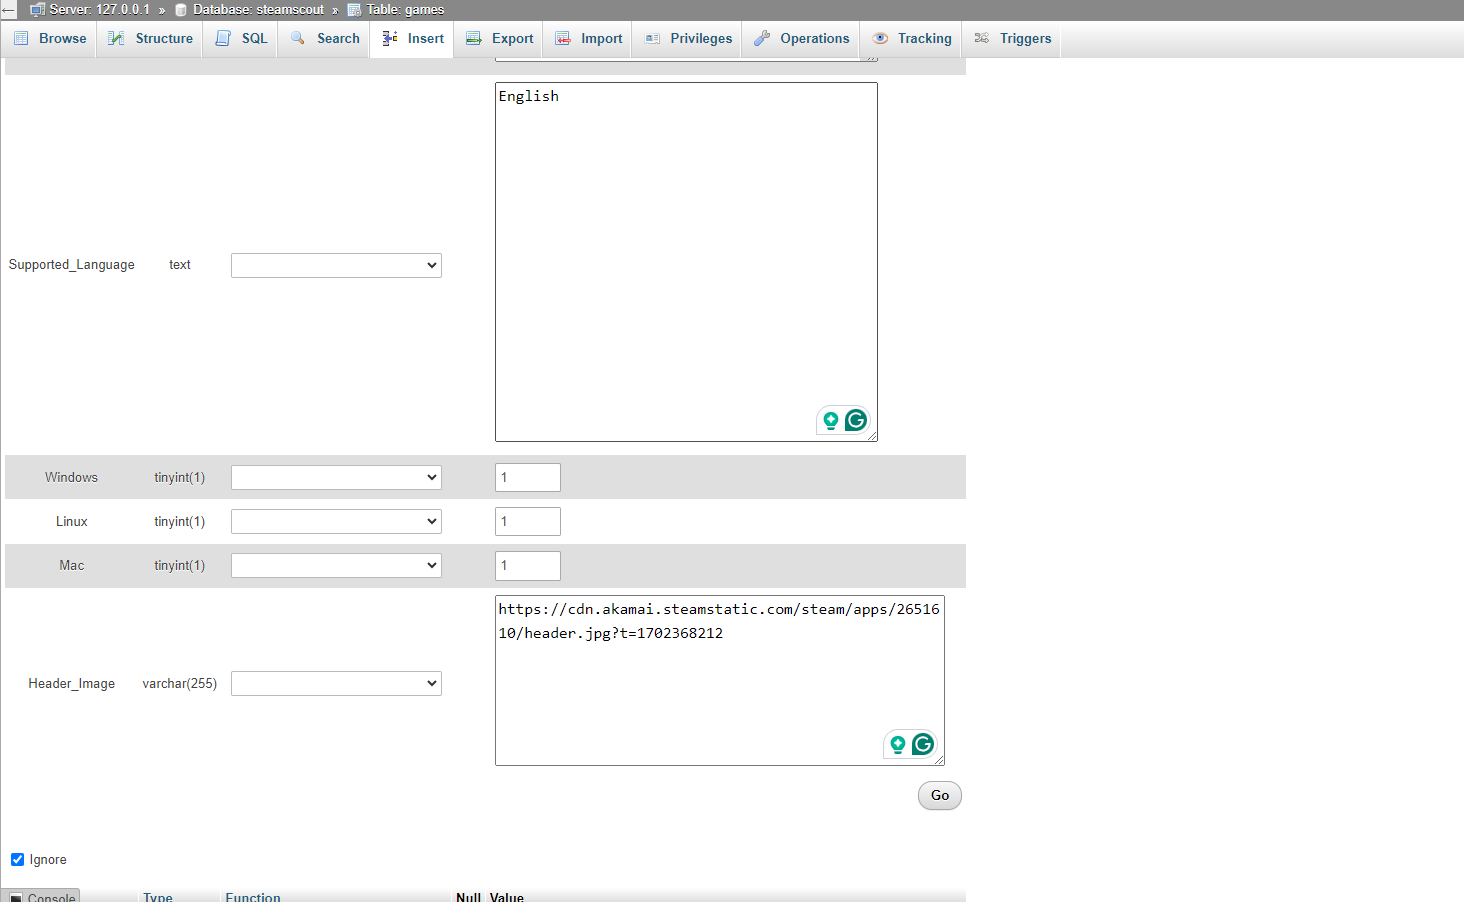 Server: 127.0.0.1 » Database: steamscout » Table: games
Browse Structure SQL Search Insert Export Import Privileges Operations Tracking Triggers
English
Supported_Language text
Windows tinyint(1) 1
Linux tinyint(1) 1
Mac tinyint(1) 1
https://cdn.akamai.steamstatic.com/steam/apps/26516
10/header.jpg?t=1702368212
Header_Image varchar(255)
Go
Ignore
Console Type Function Null Value